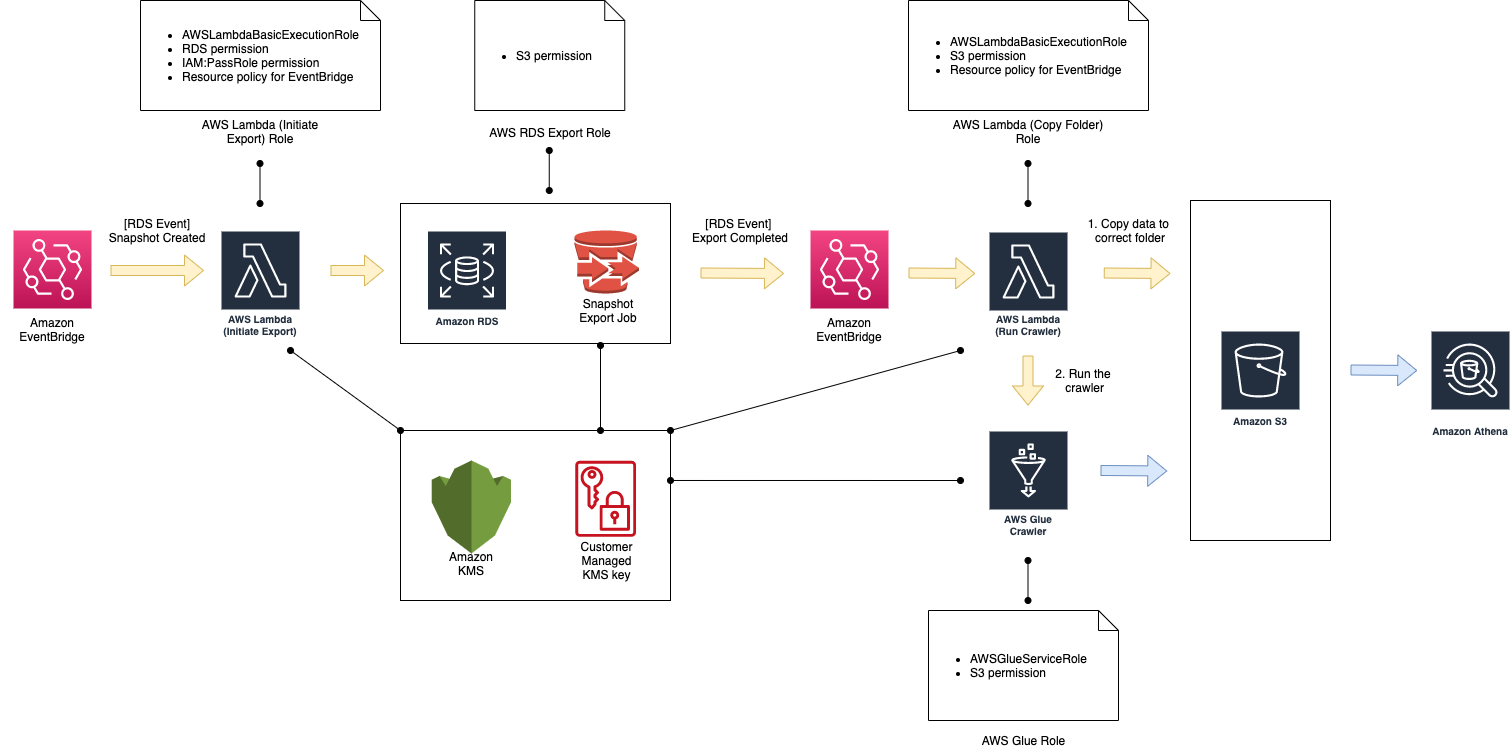 AWSLambdaBasicExecutionRole
RDS permission
IAM:PassRole permission
Resource policy for EventBridge
AWS Lambda (Initiate
Export) Role
S3 permission
AWS RDS Export Role
AWSLambdaBasicExecutionRole
S3 permission
Resource policy for EventBridge
AWS Lambda (Copy Folder)
Role
[RDS Event]
Snapshot Created
Amazon
EventBridge
AWS Lambda
(Initiate Export)
Amazon RDS
Snapshot
Export Job
[RDS Event]
Export Completed
Amazon
EventBridge
AWS Lambda
(Run Crawler)
1. Copy data to
correct folder
2. Run the
crawler
Amazon S3
Amazon Athena
Amazon
KMS
Customer
Managed
KMS key
AWS Glue
Crawler
AWSGlueServiceRole
S3 permission
AWS Glue Role